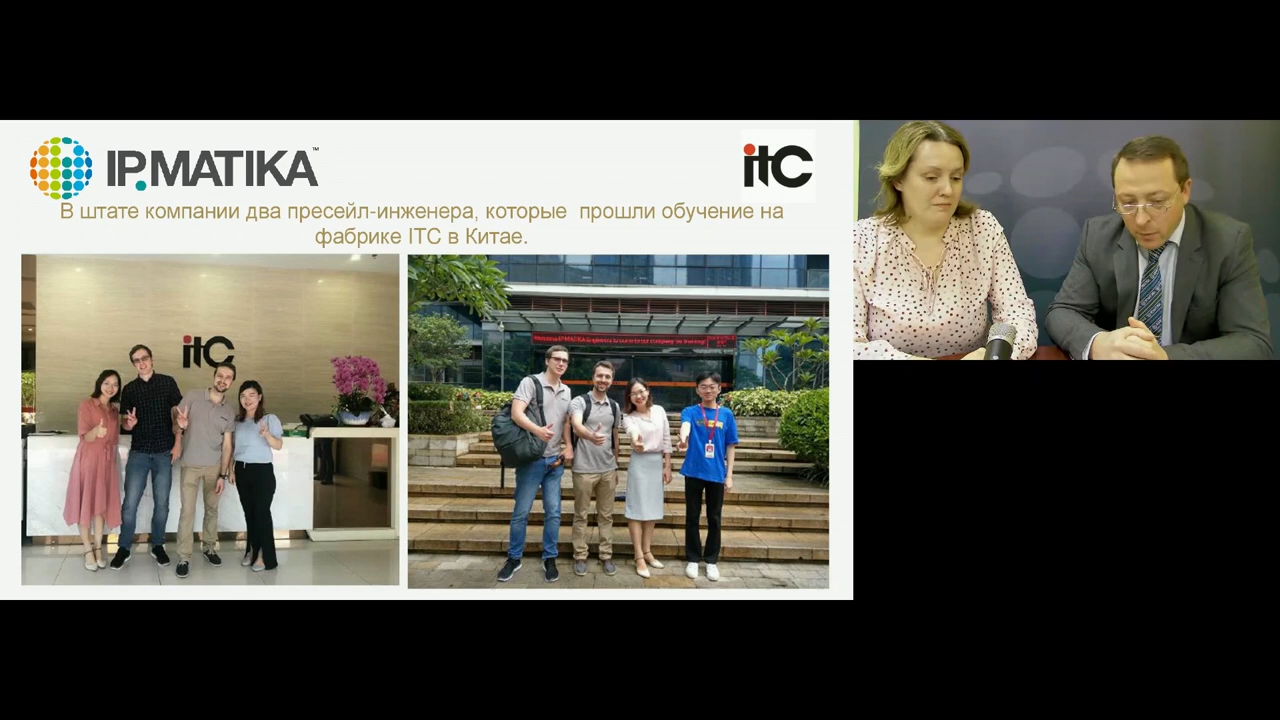 IP.MATIKA™
itc
В штате компании два пресейл-инженера, которые прошли обучение на
фабрике ITC в Китае.
itc